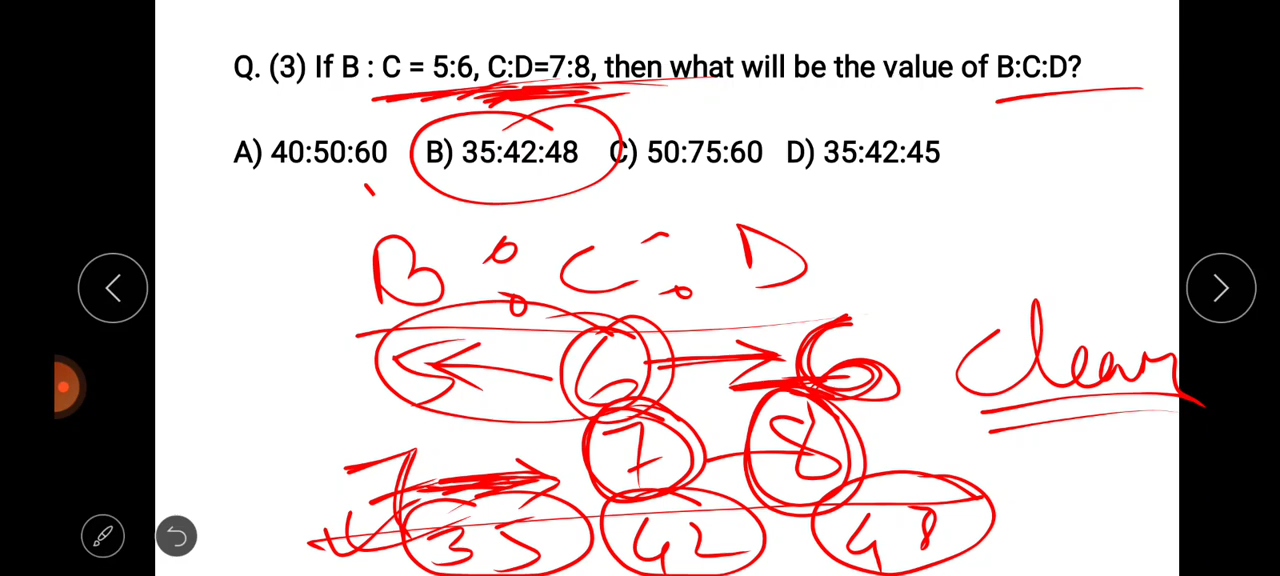 Q. (3) If B : C = 5:6, C:D=7:8, then what will be the value of B:C:D?
A) 40:50:60 B) 35:42:48 C) 50:75:60 D) 35:42:45
B : C : D
5 6 6
clear
7 7 8
35 42 48